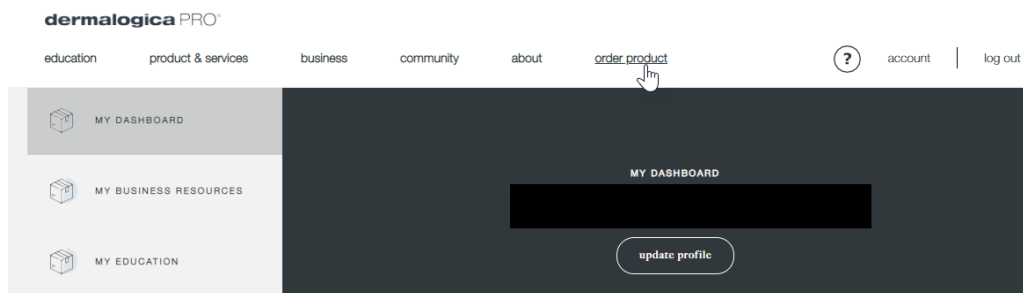 dermalogica PRO°
education product & services business community about order product ? account log out
MY DASHBOARD
MY BUSINESS RESOURCES
MY EDUCATION
MY DASHBOARD
update profile